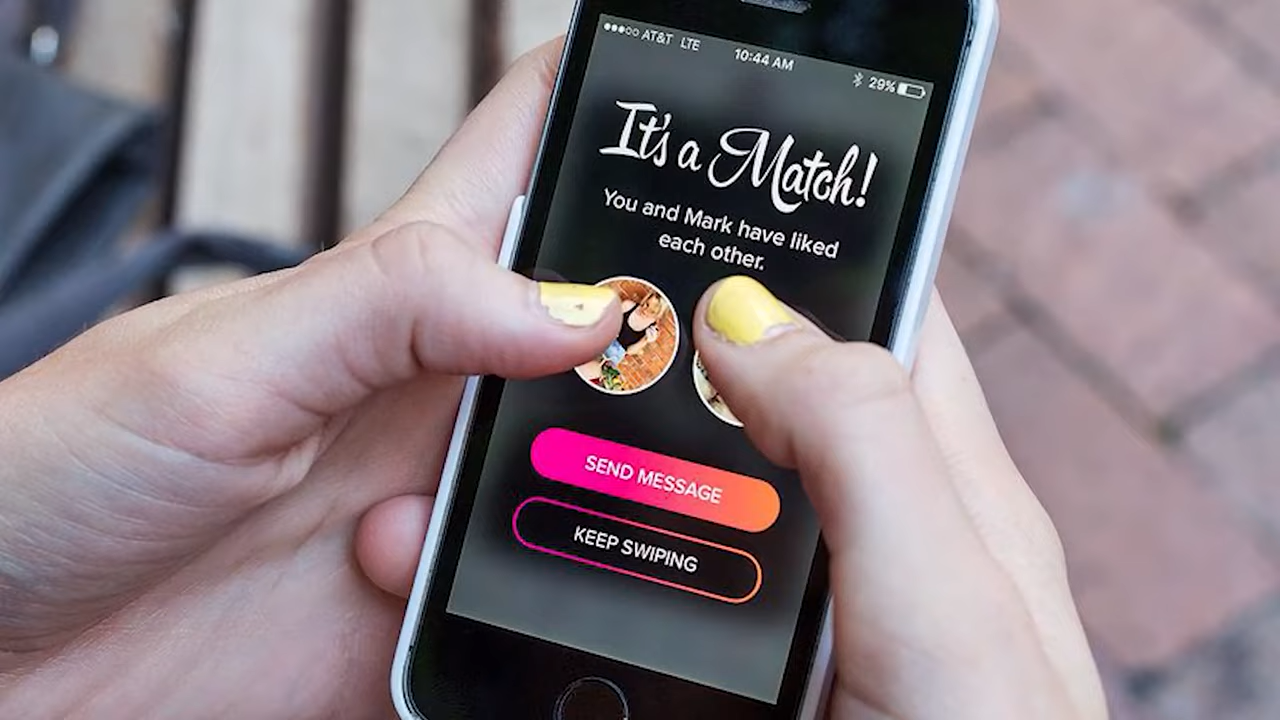 AT&T LTE 10:44 AM 29%
It's a Match!
You and Mark have liked
each other.
SEND MESSAGE
KEEP SWIPING